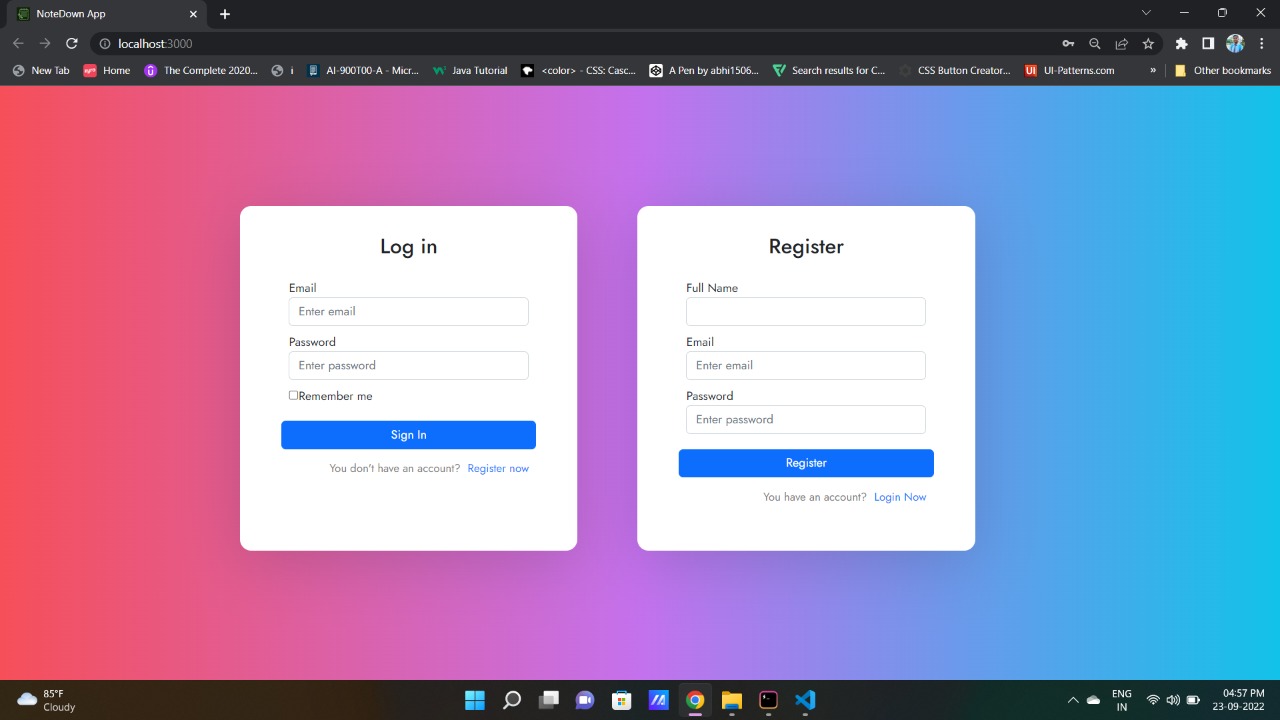 NoteDown App
localhost:3000
New Tab
Home
The Complete 2020...
i
AI-900T00-A - Micr...
Java Tutorial
<color> - CSS: Casc...
A Pen by abhi1506...
Search results for C...
CSS Button Creator...
UI
UI-Patterns.com
»
Other bookmarks
Log in
Email
Enter email
Password
Enter password
Remember me
Sign In
You don't have an account? Register now
Register
Full Name
Email
Enter email
Password
Enter password
Register
You have an account? Login Now
85°F
Cloudy
ENG
IN
04:57 PM
23-09-2022